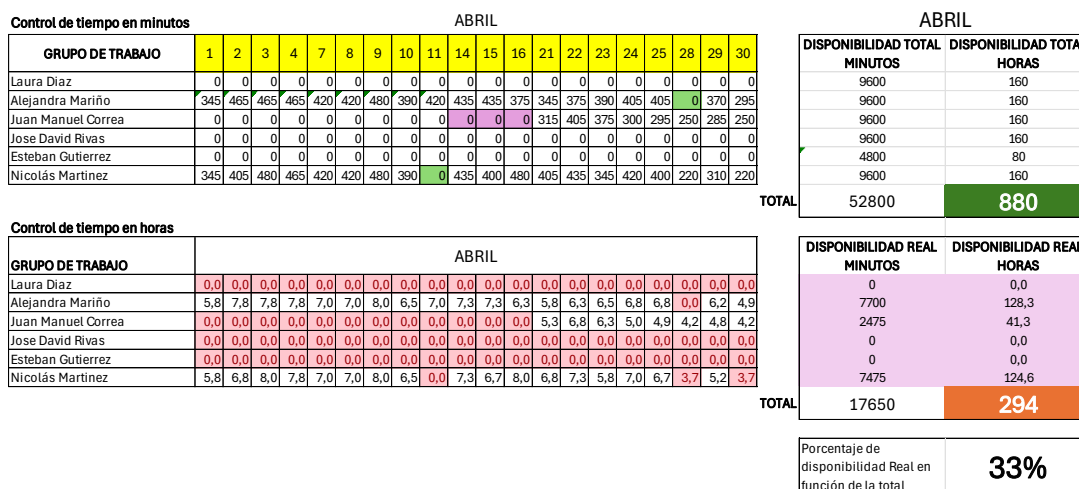 Control de tiempo en minutos ABRIL ABRIL
GRUPO DE TRABAJO 1 2 3 4 7 8 9 10 11 14 15 16 21 22 23 24 25 28 29 30 DISPONIBILIDAD TOTAL MINUTOS DISPONIBILIDAD TOTA HORAS
Laura Diaz 0 0 0 0 0 0 0 0 0 0 0 0 0 0 0 0 0 0 0 0 9600 160
Alejandra Mariño 345 465 465 465 420 420 480 390 420 435 435 375 345 375 390 405 405 0 370 295 9600 160
Juan Manuel Correa 0 0 0 0 0 0 0 0 0 0 0 0 315 405 375 300 295 250 285 250 9600 160
Jose David Rivas 0 0 0 0 0 0 0 0 0 0 0 0 0 0 0 0 0 0 0 0 9600 160
Esteban Gutierrez 0 0 0 0 0 0 0 0 0 0 0 0 0 0 0 0 0 0 0 0 4800 80
Nicolás Martinez 345 405 480 465 420 420 480 390 0 435 400 480 405 435 345 420 400 220 310 220 9600 160
TOTAL 52800 880
Control de tiempo en horas
GRUPO DE TRABAJO ABRIL DISPONIBILIDAD REAL MINUTOS DISPONIBILIDAD REAL HORAS
Laura Diaz 0,0 0,0 0,0 0,0 0,0 0,0 0,0 0,0 0,0 0,0 0,0 0,0 0,0 0,0 0,0 0,0 0,0 0,0 0,0 0,0 0 0,0
Alejandra Mariño 5,8 7,8 7,8 7,8 7,0 7,0 8,0 6,5 7,0 7,3 7,3 6,3 5,8 6,3 6,5 6,8 6,8 0,0 6,2 4,9 7700 128,3
Juan Manuel Correa 0,0 0,0 0,0 0,0 0,0 0,0 0,0 0,0 0,0 0,0 0,0 0,0 5,3 6,8 6,3 5,0 4,9 4,2 4,8 4,2 2475 41,3
Jose David Rivas 0,0 0,0 0,0 0,0 0,0 0,0 0,0 0,0 0,0 0,0 0,0 0,0 0,0 0,0 0,0 0,0 0,0 0,0 0,0 0,0 0 0,0
Esteban Gutierrez 0,0 0,0 0,0 0,0 0,0 0,0 0,0 0,0 0,0 0,0 0,0 0,0 0,0 0,0 0,0 0,0 0,0 0,0 0,0 0,0 0 0,0
Nicolás Martinez 5,8 6,8 8,0 7,8 7,0 7,0 8,0 6,5 0,0 7,3 6,7 8,0 6,8 7,3 5,8 7,0 6,7 3,7 5,2 3,7 7475 124,6
TOTAL 17650 294
Porcentaje de
disponibilidad Real en 33%
función de la total